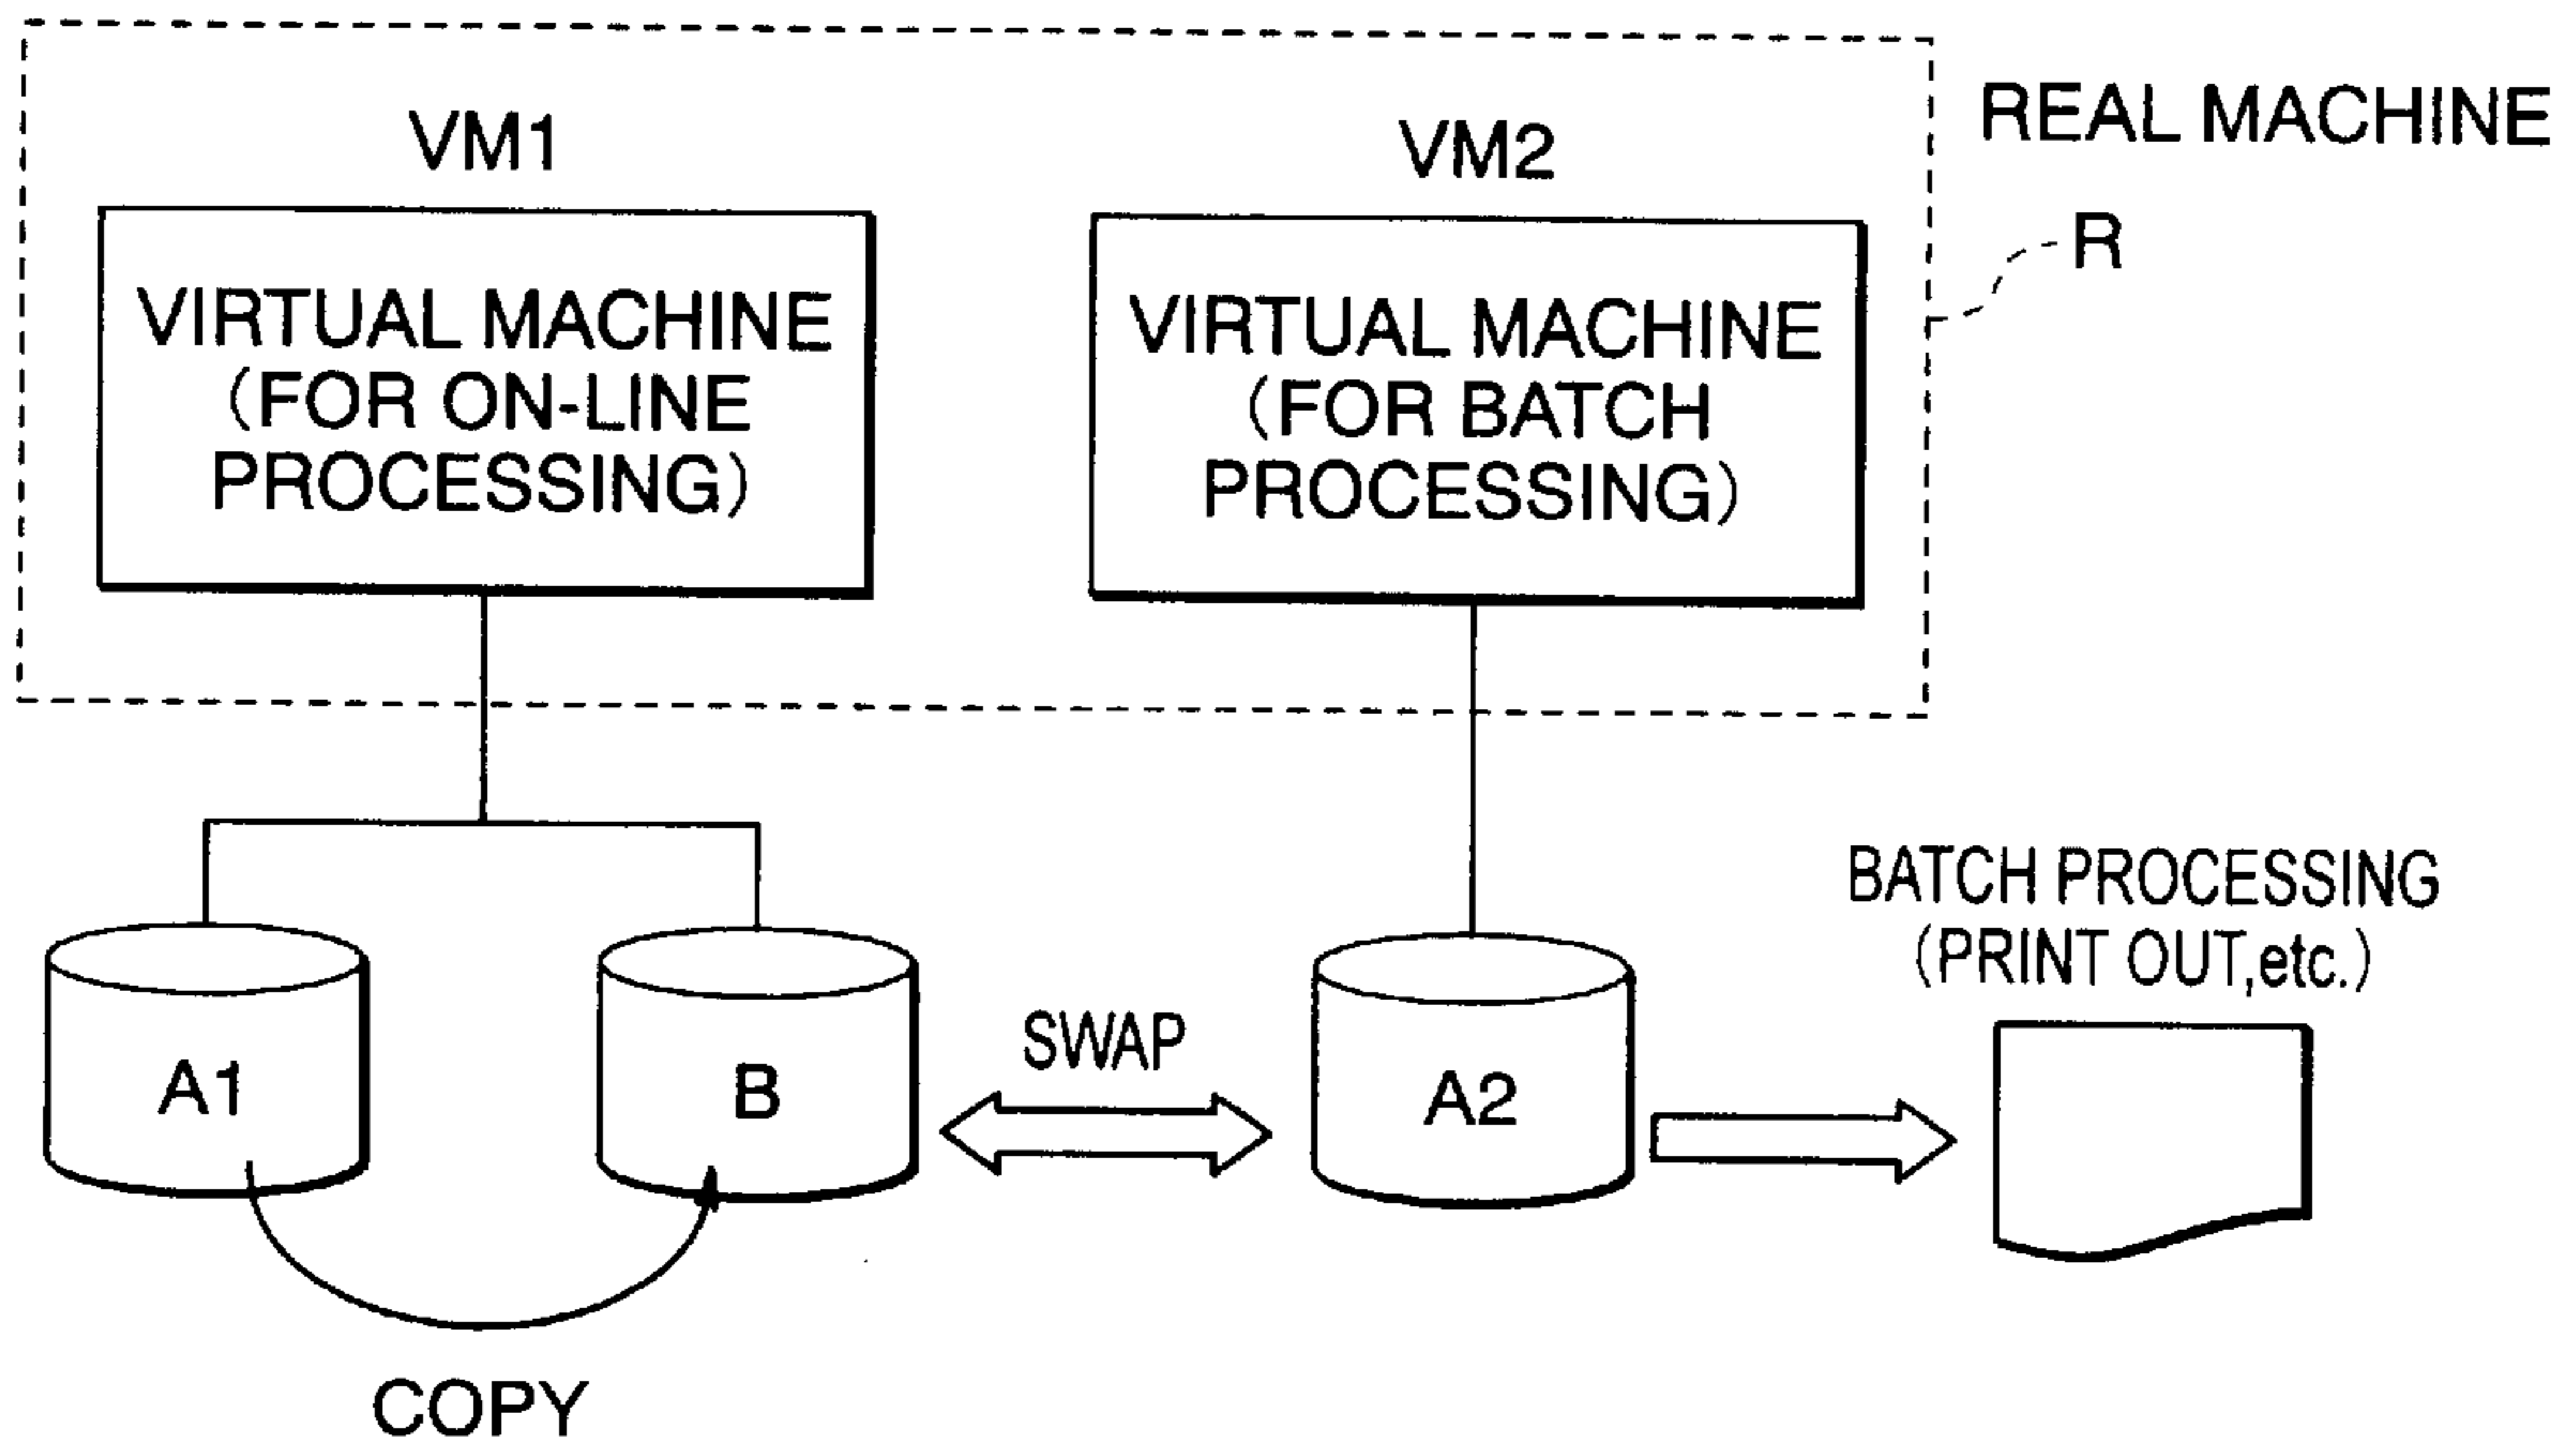 VM1
VM2
REAL MACHINE
R
VIRTUAL MACHINE
(FOR ON-LINE
PROCESSING)
VIRTUAL MACHINE
(FOR BATCH
PROCESSING)
BATCH PROCESSING
(PRINT OUT,etc.)
SWAP
A1
B
A2
COPY